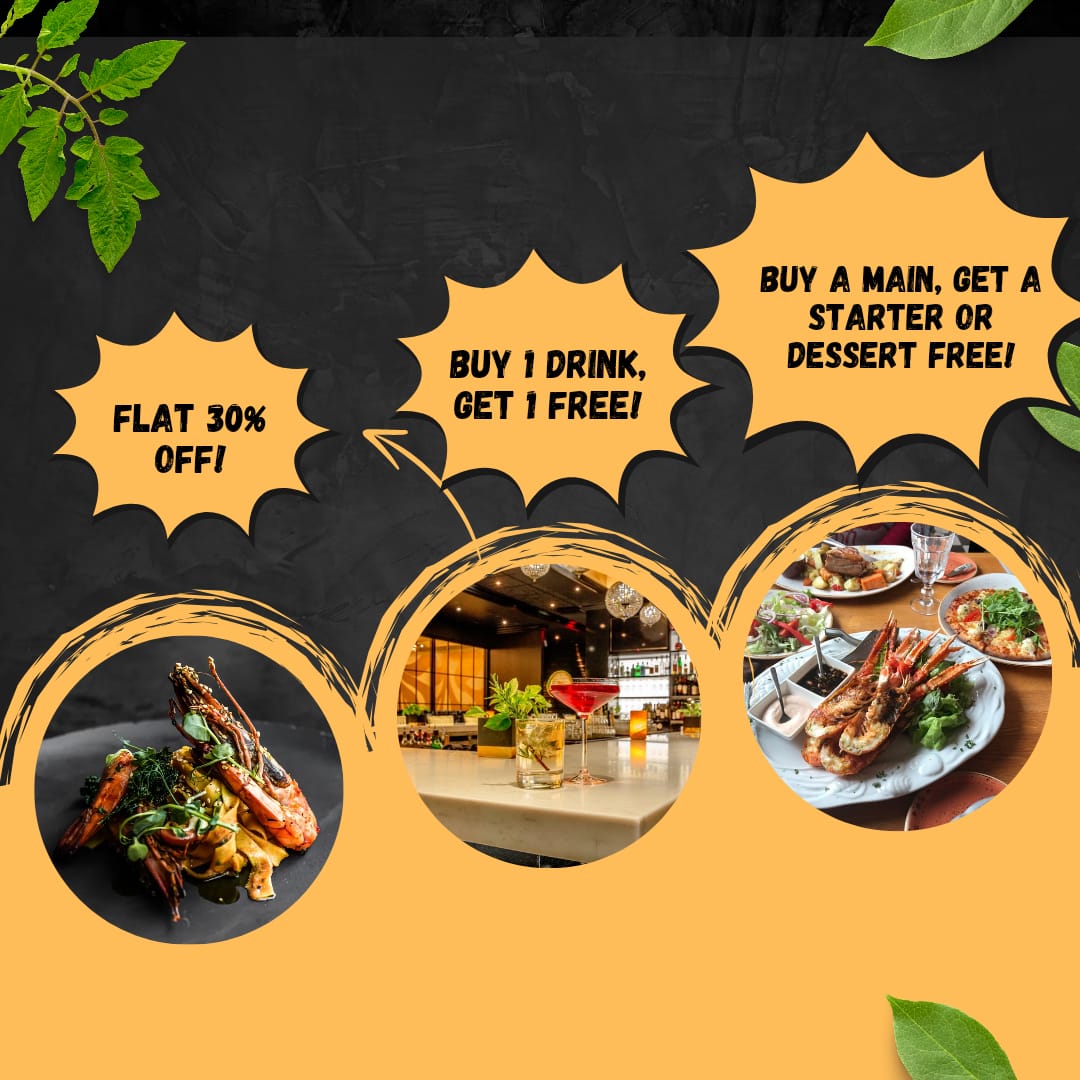 FLAT 30%
OFF!
BUY 1 DRINK,
GET 1 FREE!
BUY A MAIN, GET A
STARTER OR
DESSERT FREE!